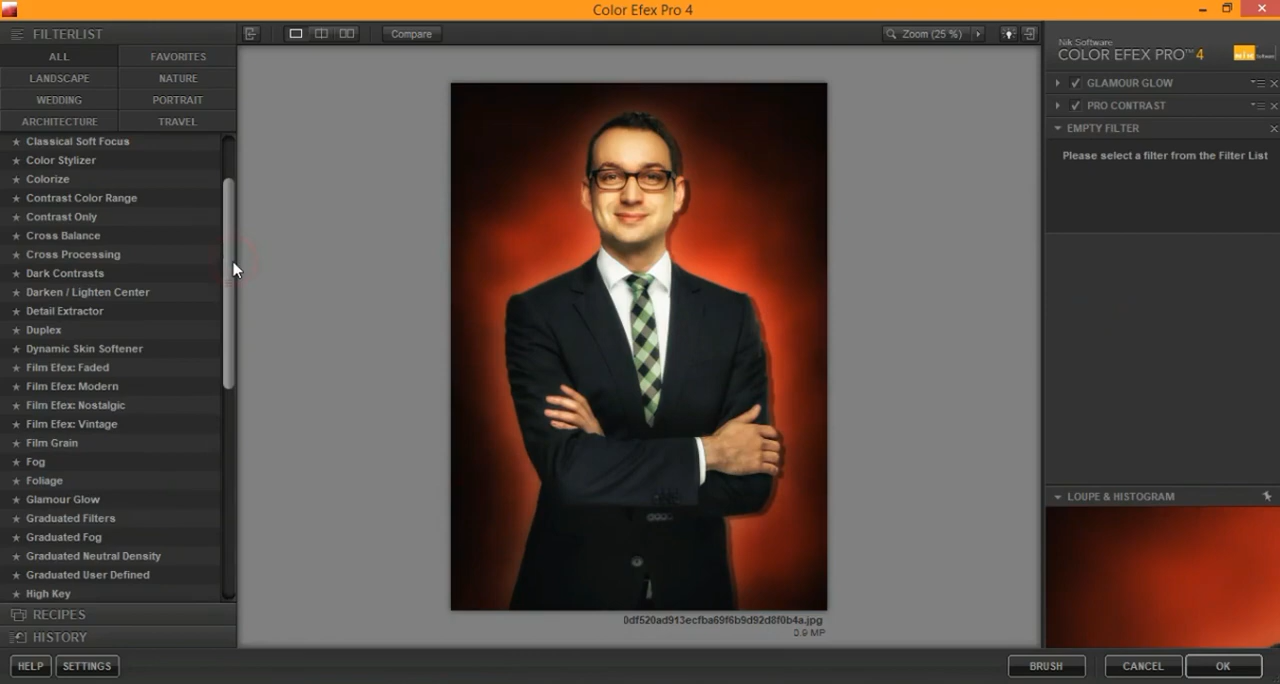 Color Efex Pro 4
FILTERLIST
ALL
FAVORITES
LANDSCAPE
NATURE
WEDDING
PORTRAIT
ARCHITECTURE
TRAVEL
Classical Soft Focus
Color Stylizer
Colorize
Contrast Color Range
Contrast Only
Cross Balance
Cross Processing
Dark Contrasts
Darken / Lighten Center
Detail Extractor
Duplex
Dynamic Skin Softener
Film Efex: Faded
Film Efex: Modern
Film Efex: Nostalgic
Film Efex: Vintage
Film Grain
Fog
Foliage
Glamour Glow
Graduated Filters
Graduated Fog
Graduated Neutral Density
Graduated User Defined
High Key
RECIPES
HISTORY
HELP
SETTINGS
Compare
Zoom (25 %)
0df520ad913ecfba69f6b9d92d8f0b4a.jpg
0.9 MP
Nik Software
COLOR EFEX PRO™ 4
GLAMOUR GLOW
PRO CONTRAST
EMPTY FILTER
Please select a filter from the Filter List
LOUPE & HISTOGRAM
BRUSH
CANCEL
OK